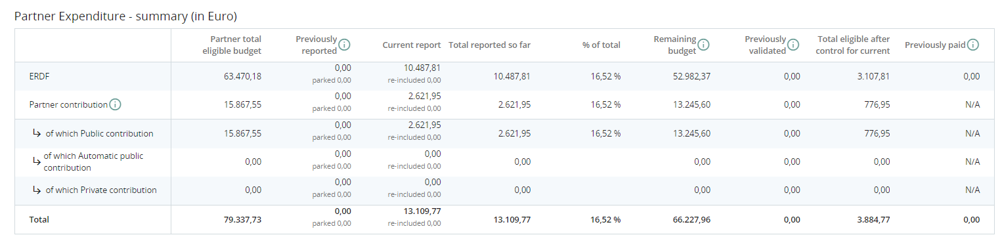 Partner Expenditure - summary (in Euro)
Partner total eligible budget Previously reported Current report Total reported so far % of total Remaining budget Previously validated Total eligible after control for current Previously paid
ERDF 63.470,18 0,00 parked 0,00 10.487,81 re-included 0,00 10.487,81 16,52 % 52.982,37 0,00 3.107,81 0,00
Partner contribution 15.867,55 0,00 parked 0,00 2.621,95 re-included 0,00 2.621,95 16,52 % 13.245,60 0,00 776,95 N/A
of which Public contribution 15.867,55 0,00 parked 0,00 2.621,95 re-included 0,00 2.621,95 16,52 % 13.245,60 0,00 776,95 N/A
of which Automatic public contribution 0,00 0,00 parked 0,00 0,00 re-included 0,00 0,00 0,00 0,00 0,00 N/A
of which Private contribution 0,00 0,00 parked 0,00 0,00 re-included 0,00 0,00 0,00 0,00 0,00 N/A
Total 79.337,73 0,00 parked 0,00 13.109,77 re-included 0,00 13.109,77 16,52 % 66.227,96 0,00 3.884,77 0,00